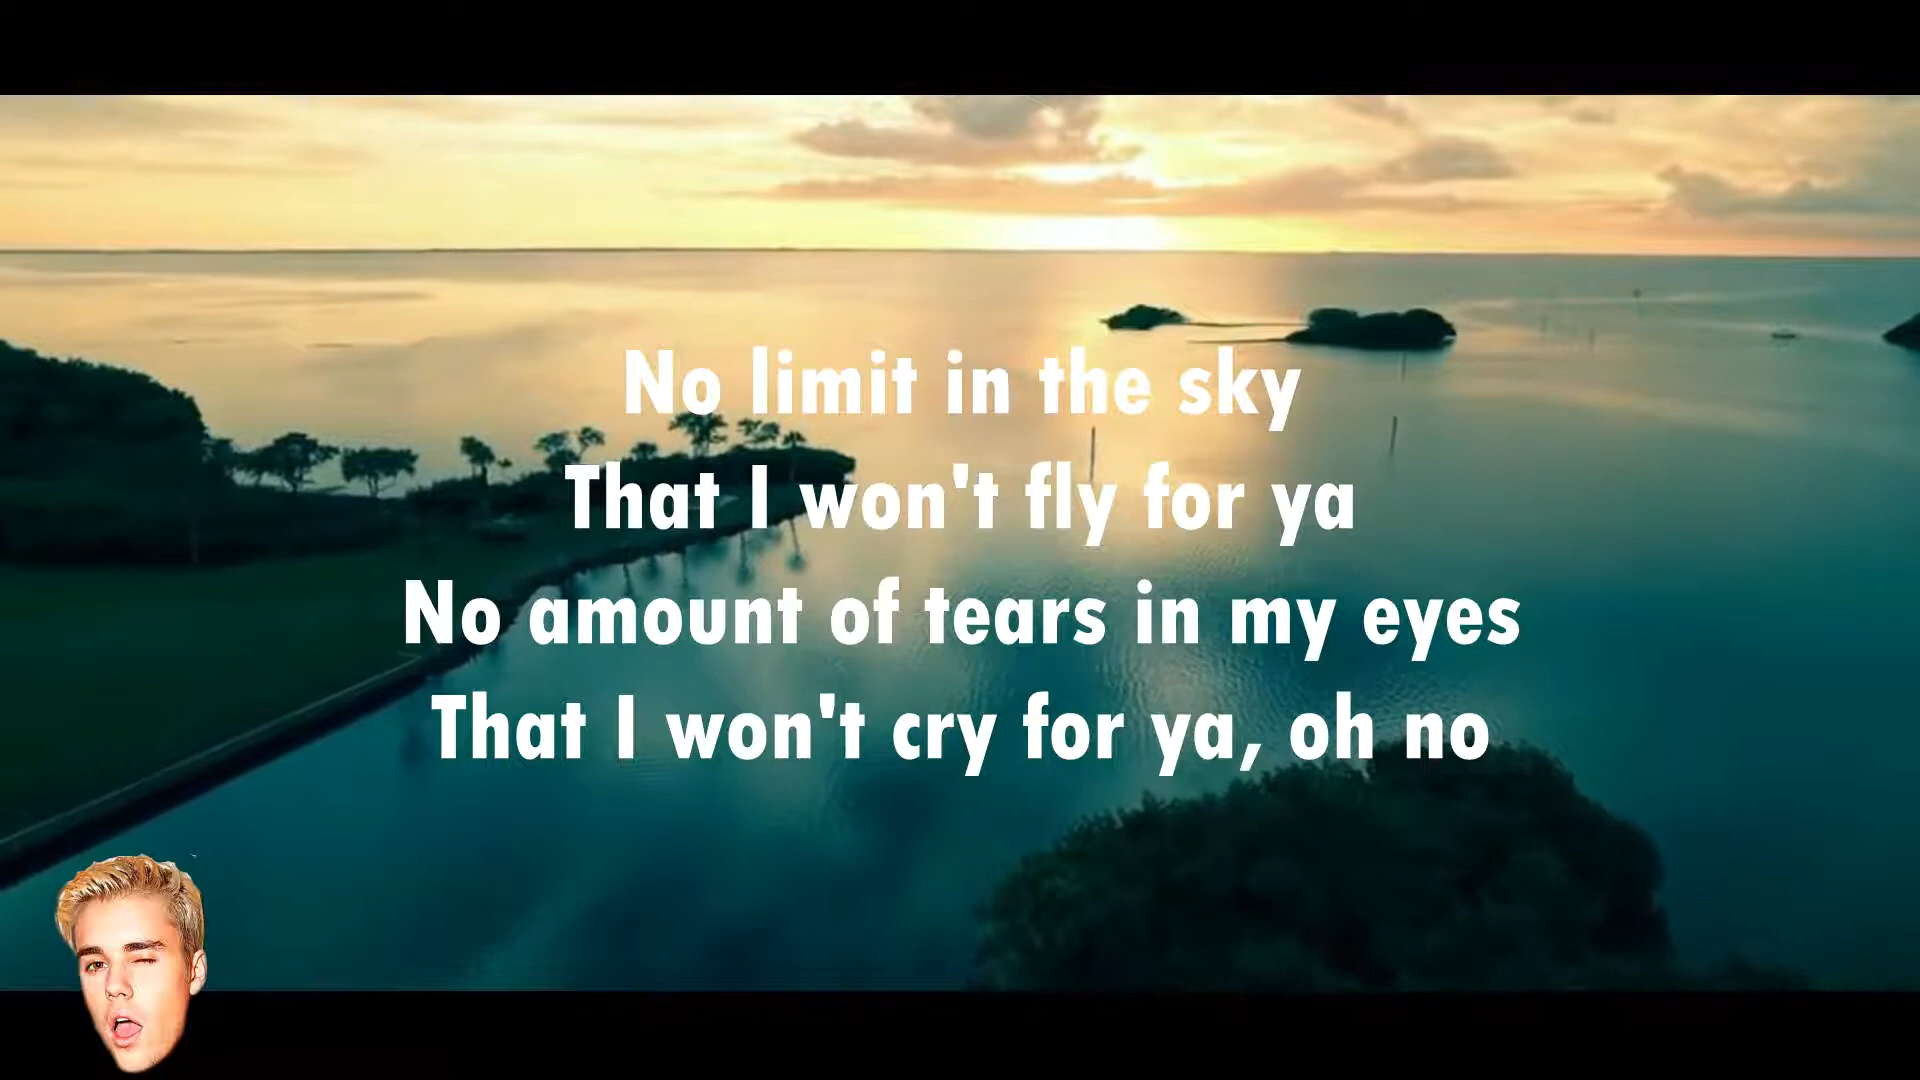 No limit in the sky
That I won't fly for ya
No amount of tears in my eyes
That I won't cry for ya, oh no